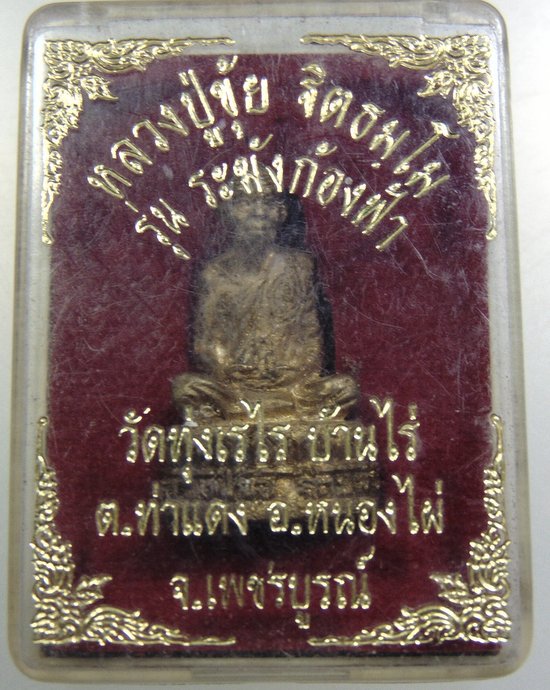 หลวงปู่ขุ้ย จิตธมฺโม
รุ่น ระฆังก้องฟ้า
วัดทุ่งเรไร บ้านไร่
ต.ท่าแดง อ.หนองไผ่
จ.เพชรบูรณ์